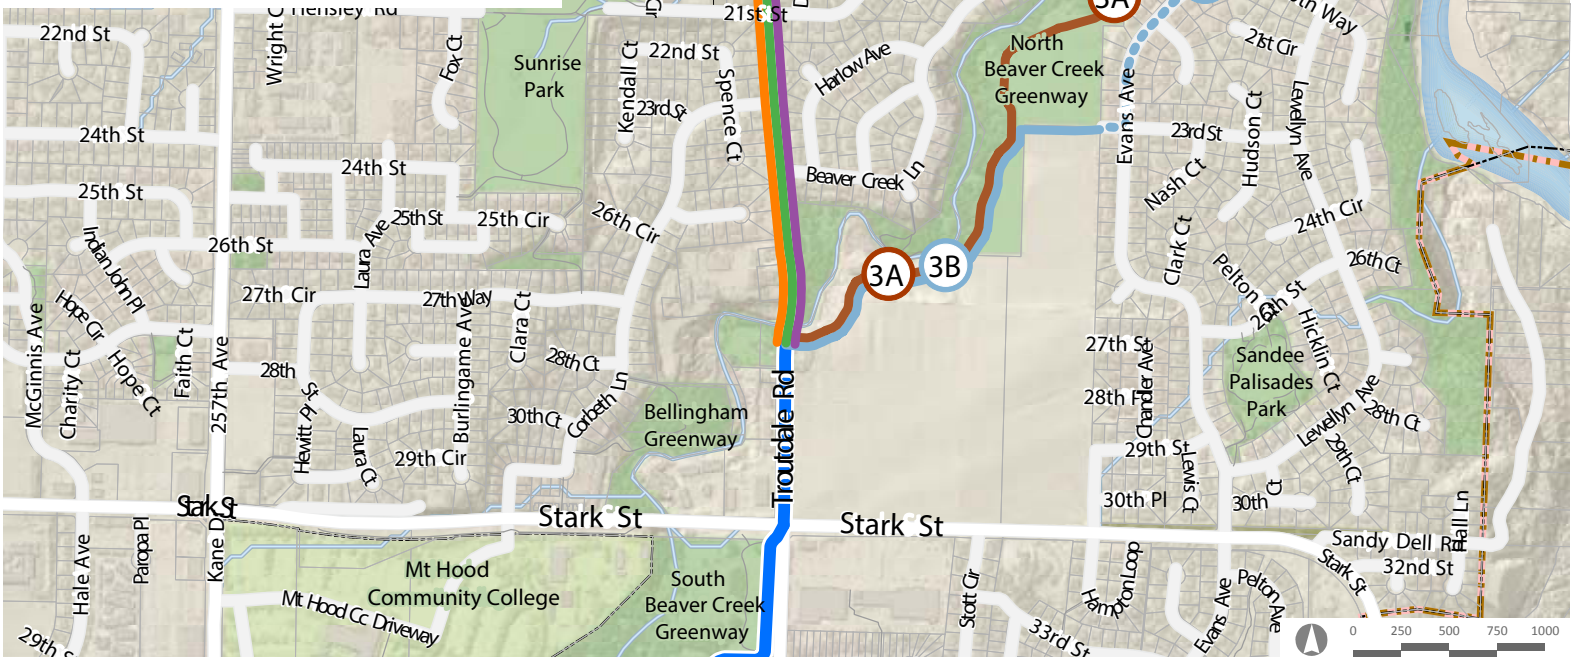 Hensley Rd
21st St
3A
22nd St
Wright C
Fox Ct
Sunrise
Park
Kendall Ct
22nd St
Spence Ct
23rd St
Harlow Ave
North
Beaver Creek
Greenway
Evans Ave
21st Cir
th Way
Lewellyn Ave
Hudson Ct
23rd St
24th St
24th St
25th St
25th St
25th Cir
26th St
26th Cir
Beaver Creek Ln
Nash Ct
24th Cir
26th Ct
Clark Ct
Pelton Ct
26th St
Indian John Pl
Laura Ave
3A
3B
27th Cir
27th Way
Clara Ct
Hope Cir
McGinnis Ave
Charity Ct
Hope Ct
Faith Ct
257th Ave
28th St
Hewitt Pl
Laura Ct
Burlingame Ave
28th Ct
30th Ct
Corbeth Ln
29th Cir
Bellingham
Greenway
Troutdale Rd
27th St
28th P
Chander Ave
29th St
Lewis Ct
30th Pl
30th Ct
Hicklin Ct
Sandee
Palisades
Park
Lewellyn Ave
28th Ct
29th Ct
Hall Ln
Stark St
Stark St
Stark St
Sandy Dell Rd
32nd St
Stark St
Hale Ave
Paropa Pl
Kane D
Mt Hood
Community College
Mt Hood Cc Driveway
South
Beaver Creek
Greenway
Stott Cir
Hampton Loop
33rd St
Evans Ave
Pelton Ave
29th S
0 250 500 750 1000